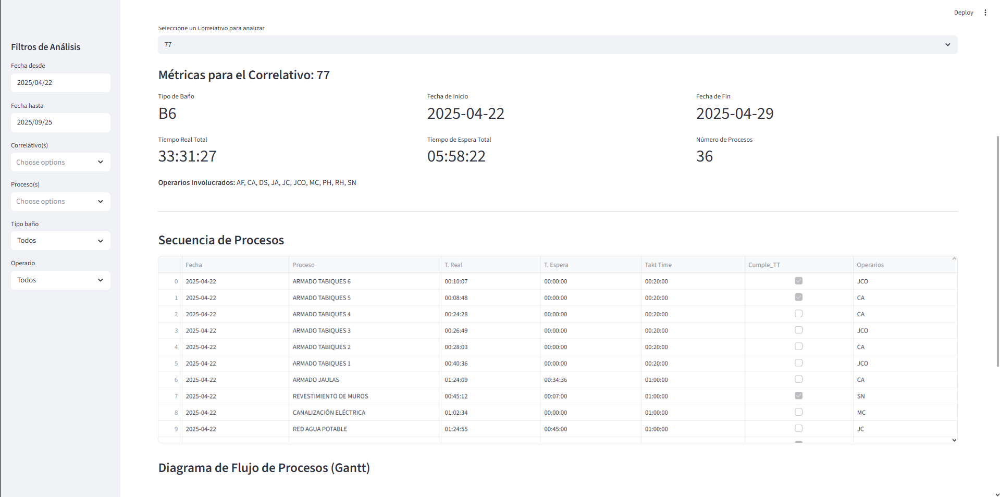 Deploy
Filtros de Análisis
Fecha desde
2025/04/22
Fecha hasta
2025/09/25
Correlativo(s)
Choose options
Proceso(s)
Choose options
Tipo baño
Todos
Operario
Todos
Seleccione un Correlativo para analizar
77
Métricas para el Correlativo: 77
Tipo de Baño Fecha de Inicio Fecha de Fin
B6 2025-04-22 2025-04-29
Tiempo Real Total Tiempo de Espera Total Número de Procesos
33:31:27 05:58:22 36
Operarios Involucrados: AF, CA, DS, JA, JC, JCO, MC, PH, RH, SN
Secuencia de Procesos
Fecha Proceso T. Real T. Espera Takt Time Cumple_TT Operarios
0 2025-04-22 ARMADO TABIQUES 6 00:10:07 00:00:00 00:20:00 JCO
1 2025-04-22 ARMADO TABIQUES 5 00:08:48 00:00:00 00:20:00 CA
2 2025-04-22 ARMADO TABIQUES 4 00:24:28 00:00:00 00:20:00 CA
3 2025-04-22 ARMADO TABIQUES 3 00:26:49 00:00:00 00:20:00 JCO
4 2025-04-22 ARMADO TABIQUES 2 00:28:03 00:00:00 00:20:00 CA
5 2025-04-22 ARMADO TABIQUES 1 00:40:36 00:00:00 00:20:00 JCO
6 2025-04-22 ARMADO JAULAS 01:24:09 00:34:36 01:00:00 CA
7 2025-04-22 REVESTIMIENTO DE MUROS 00:45:12 00:07:00 01:00:00 SN
8 2025-04-22 CANALIZACIÓN ELÉCTRICA 01:02:34 00:00:00 01:00:00 MC
9 2025-04-22 RED AGUA POTABLE 01:24:55 00:45:00 01:00:00 JC
Diagrama de Flujo de Procesos (Gantt)